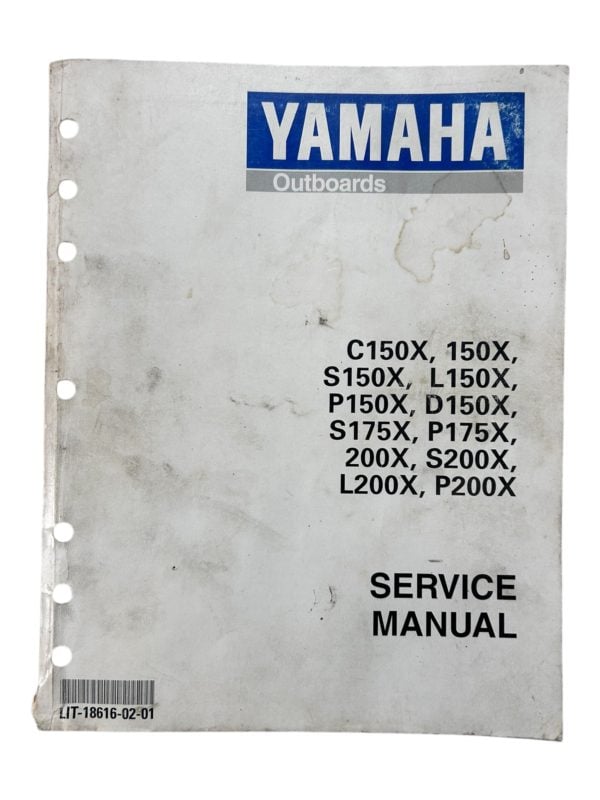 YAMAHA
Outboards
C150X, 150X,
S150X, L150X,
P150X, D150X,
S175X, P175X,
200X, S200X,
L200X, P200X
SERVICE
MANUAL
LIT-18616-02-01